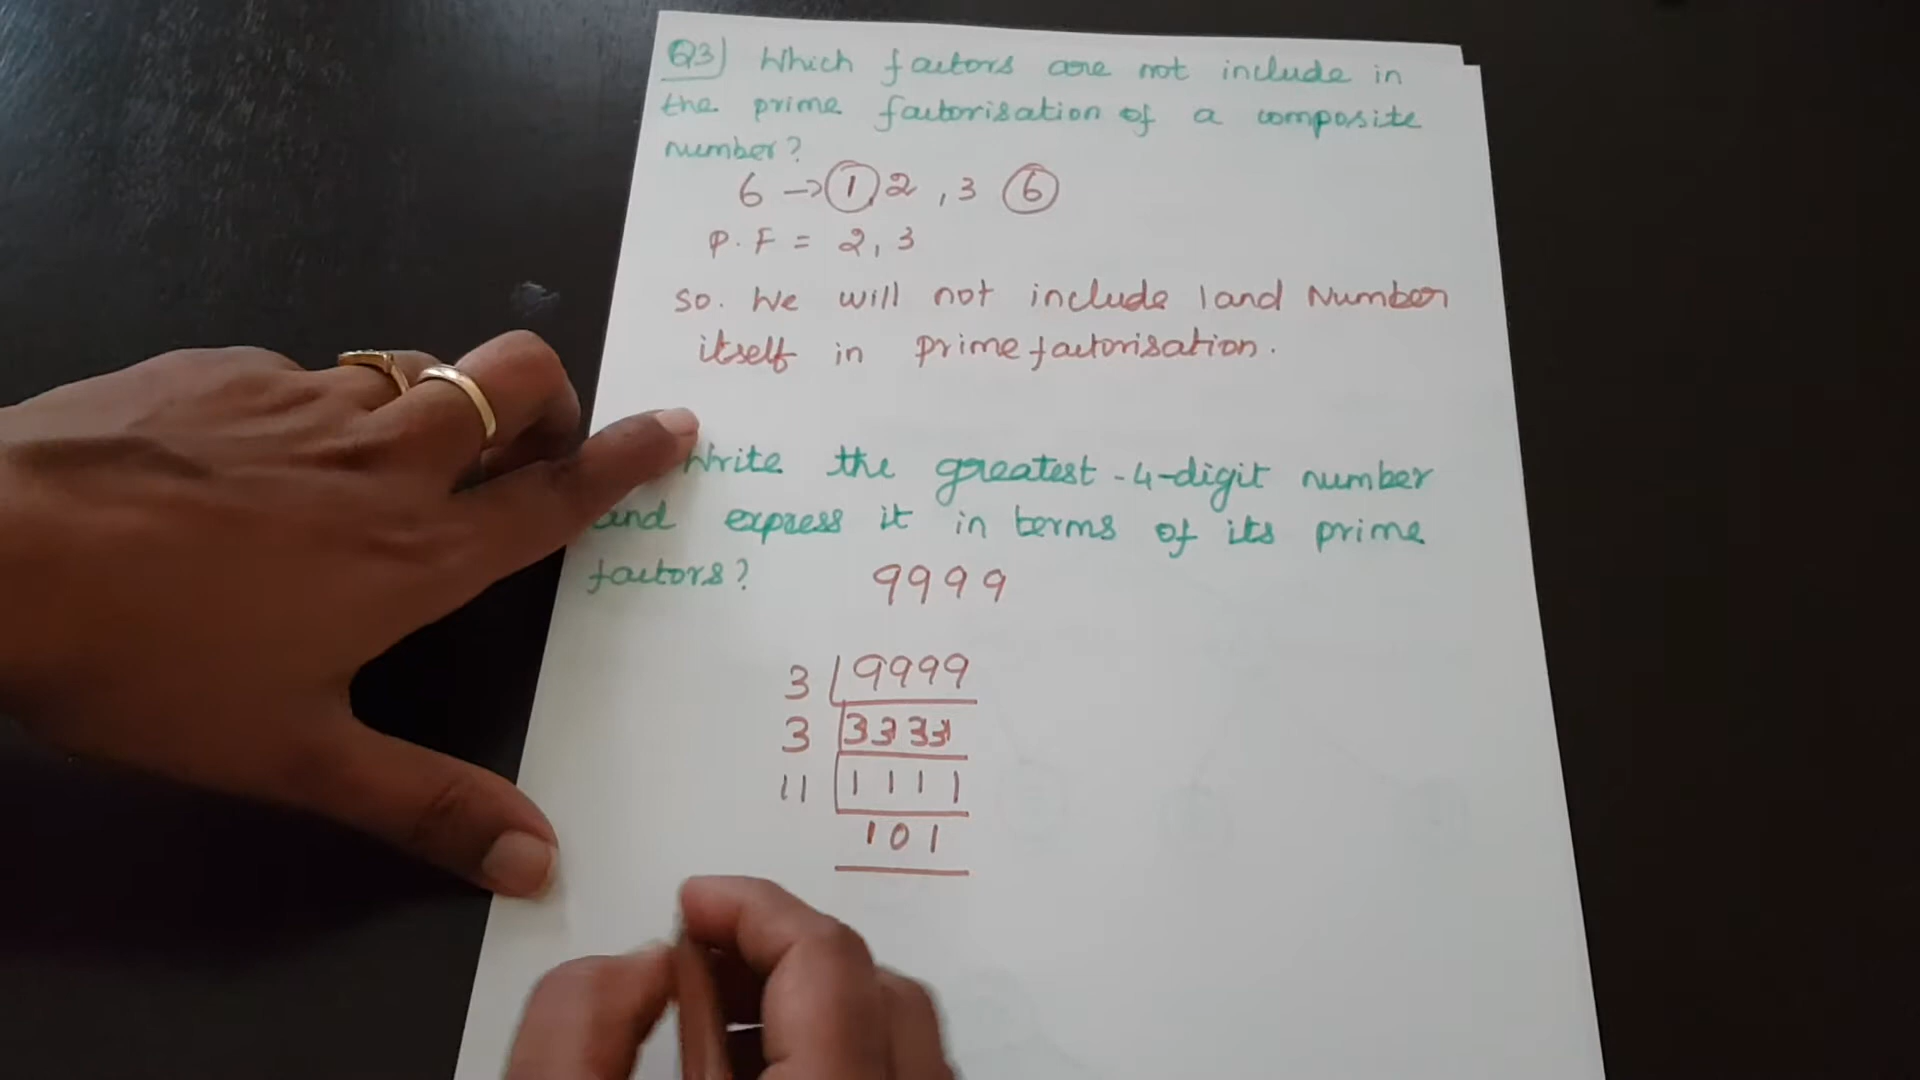 Q3) Which factors are not include in
the prime factorisation of a composite
number?
6 → 1, 2, 3 6
P.F = 2, 3
So. We will not include 1 and Number
itself in prime factorisation.
Write the greatest-4-digit number
and express it in terms of its prime
factors? 9999
3 9999
3 3333
11 1111
101